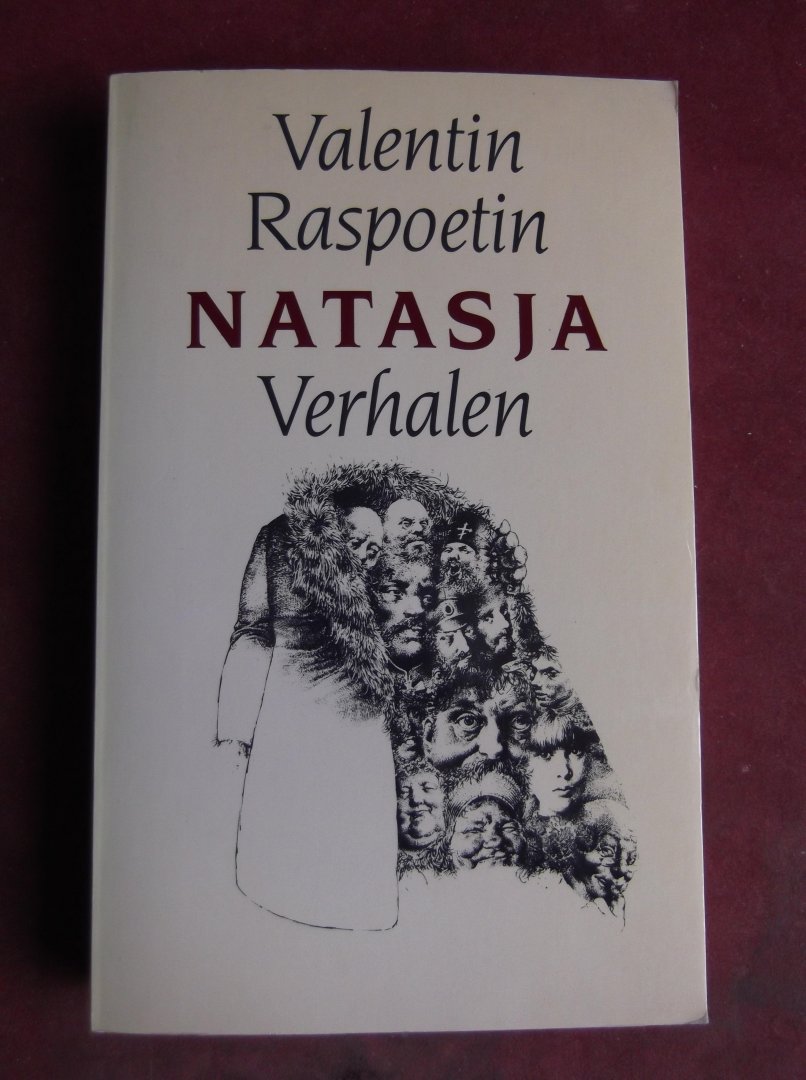 Valentin
Raspoetin
NATASJA
Verhalen